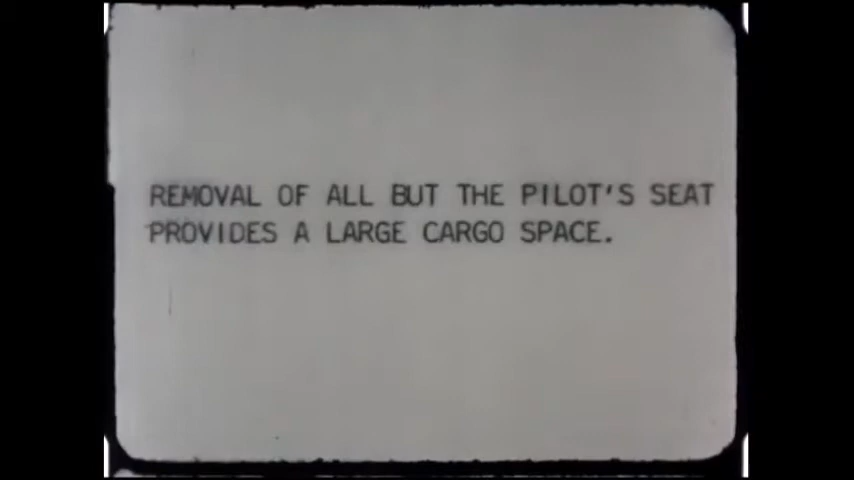 REMOVAL OF ALL BUT THE PILOT'S SEAT
PROVIDES A LARGE CARGO SPACE.